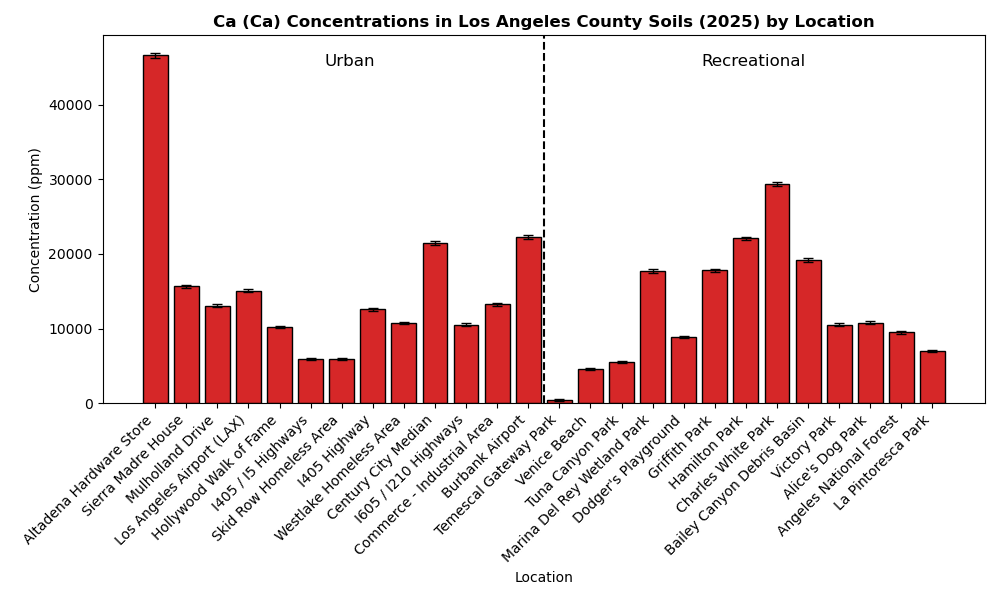 Ca (Ca) Concentrations in Los Angeles County Soils (2025) by Location
Urban
Recreational
Concentration (ppm)
40000
30000
20000
10000
0
Altadena Hardware Store
Sierra Madre House
Mulholland Drive
Los Angeles Airport (LAX)
Hollywood Walk of Fame
I405 / I5 Highways
Skid Row Homeless Area
I405 Highway
Westlake Homeless Area
Century City Median
I605 / I210 Highways
Commerce - Industrial Area
Burbank Airport
Temescal Gateway Park
Venice Beach
Tuna Canyon Park
Marina Del Rey Wetland Park
Dodger's Playground
Griffith Park
Hamilton Park
Charles White Park
Bailey Canyon Debris Basin
Victory Park
Alice's Dog Park
Angeles National Forest
La Pintoresca Park
Location